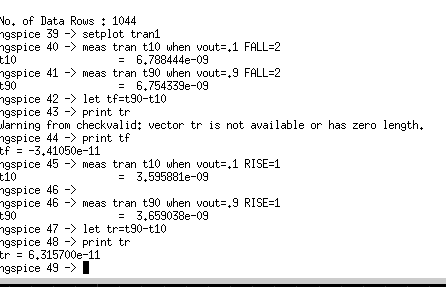 No. of Data Rows : 1044
ngspice 39 -> setplot tran1
ngspice 40 -> meas tran t10 when vout=.1 FALL=2
t10 = 6.788444e-09
ngspice 41 -> meas tran t90 when vout=.9 FALL=2
t90 = 6.754339e-09
ngspice 42 -> let tf=t90-t10
ngspice 43 -> print tr
Warning from checkvalid: vector tr is not available or has zero length.
ngspice 44 -> print tf
tf = -3.41050e-11
ngspice 45 -> meas tran t10 when vout=.1 RISE=1
t10 = 3.595881e-09
ngspice 46 ->
ngspice 46 -> meas tran t90 when vout=.9 RISE=1
t90 = 3.659038e-09
ngspice 47 -> let tr=t90-t10
ngspice 48 -> print tr
tr = 6.315700e-11
ngspice 49 ->